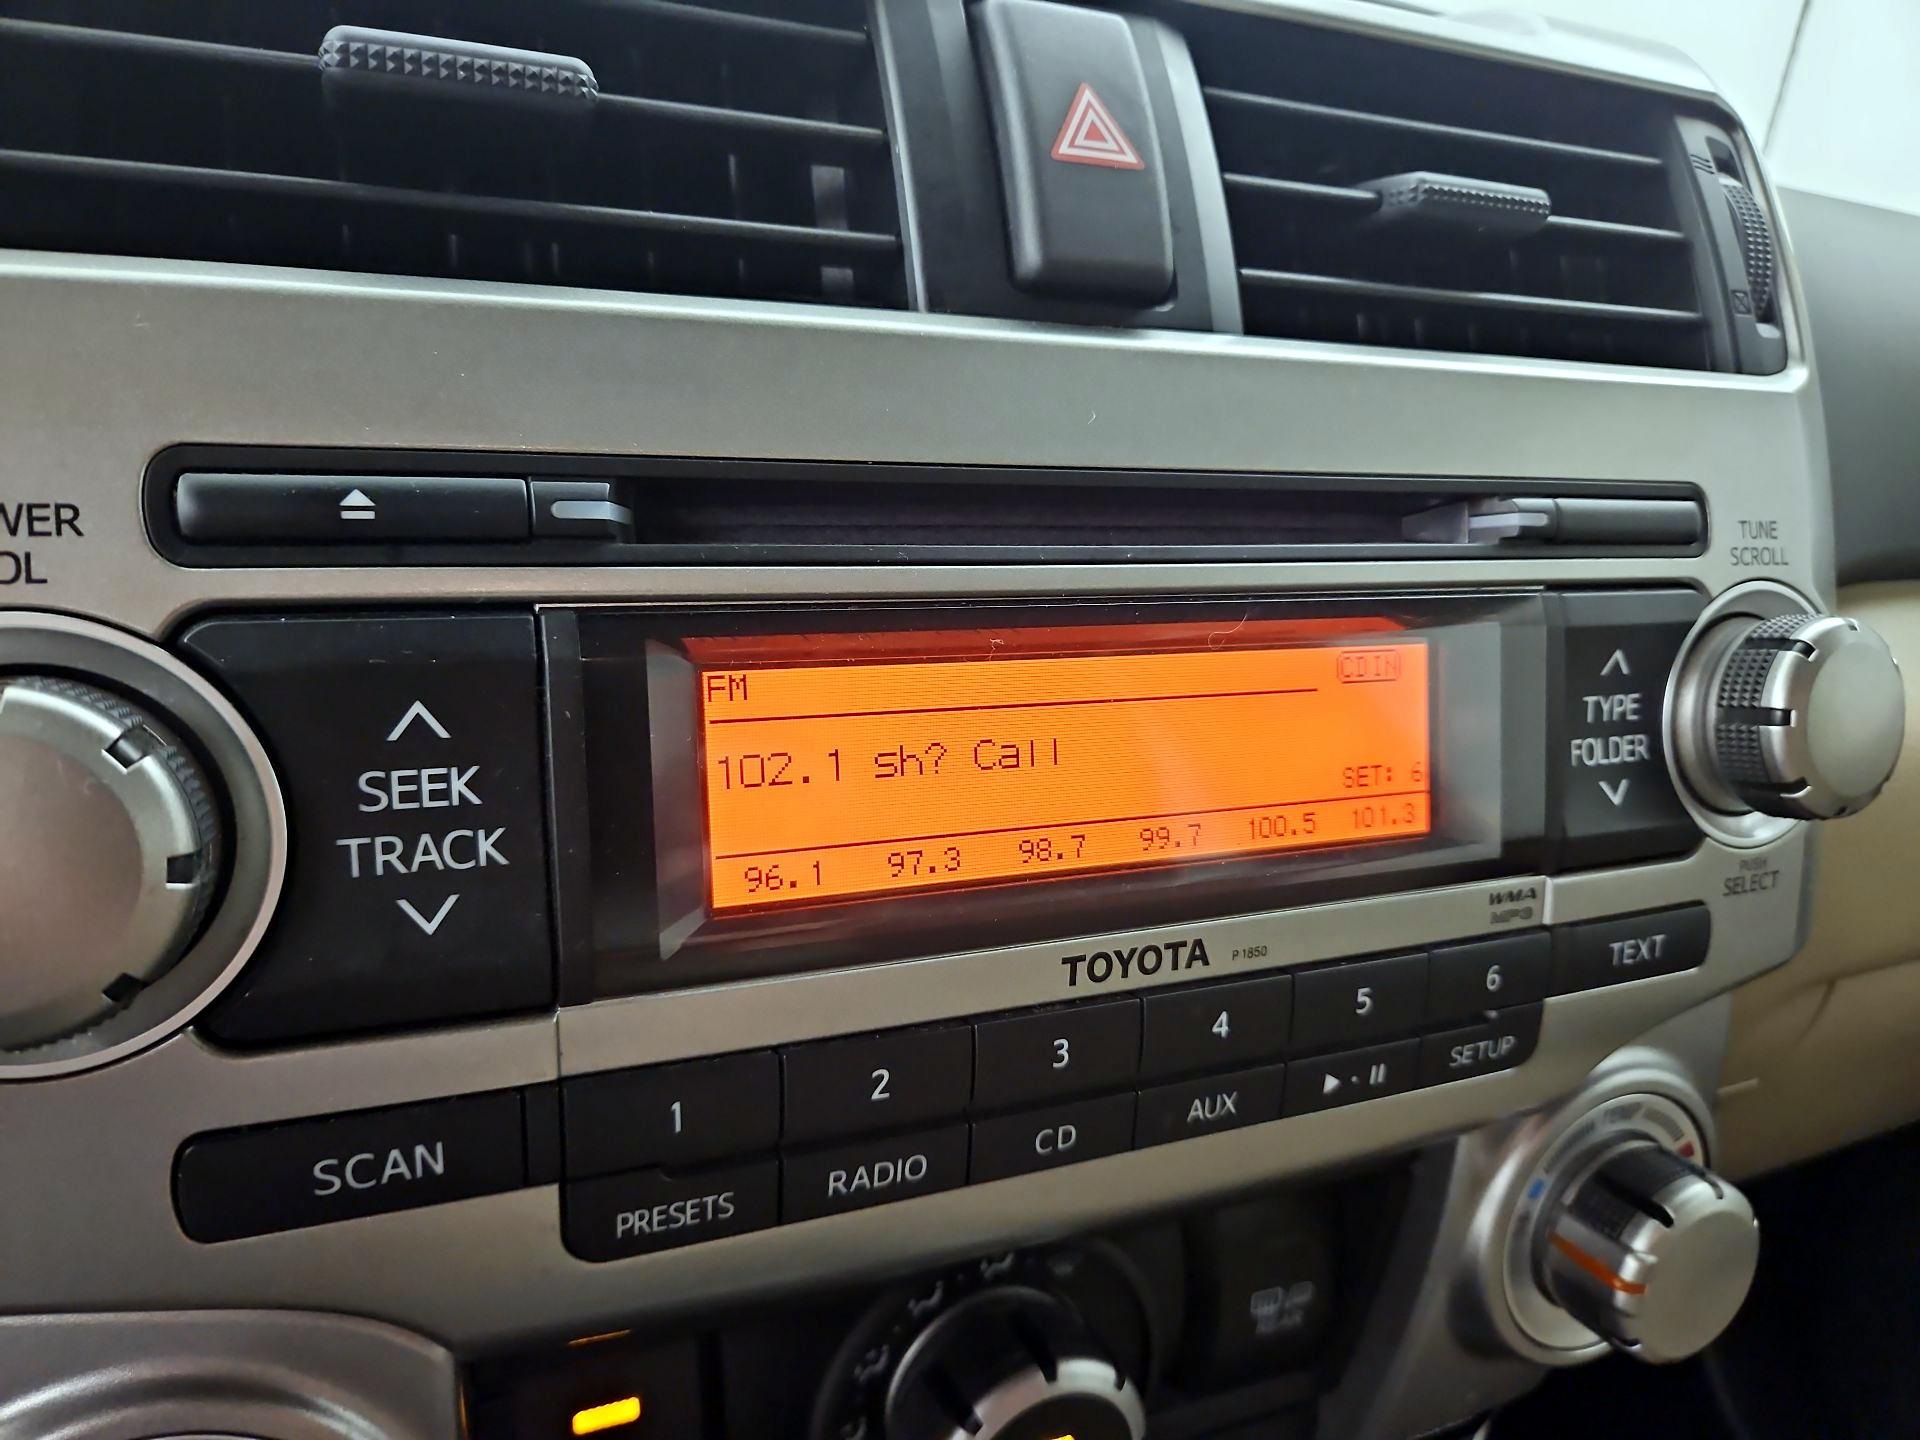 WER
OL
TUNE
SCROLL
SEEK
TRACK
FM
CD IN
102.1 sh? Call
SET: 6
96.1 97.3 98.7 99.7 100.5 101.3
TYPE
FOLDER
PUSH
SELECT
WMA
MP3
TOYOTA P1850
TEXT
1 2 3 4 5 6
SCAN
PRESETS RADIO CD AUX SETUP
REAR